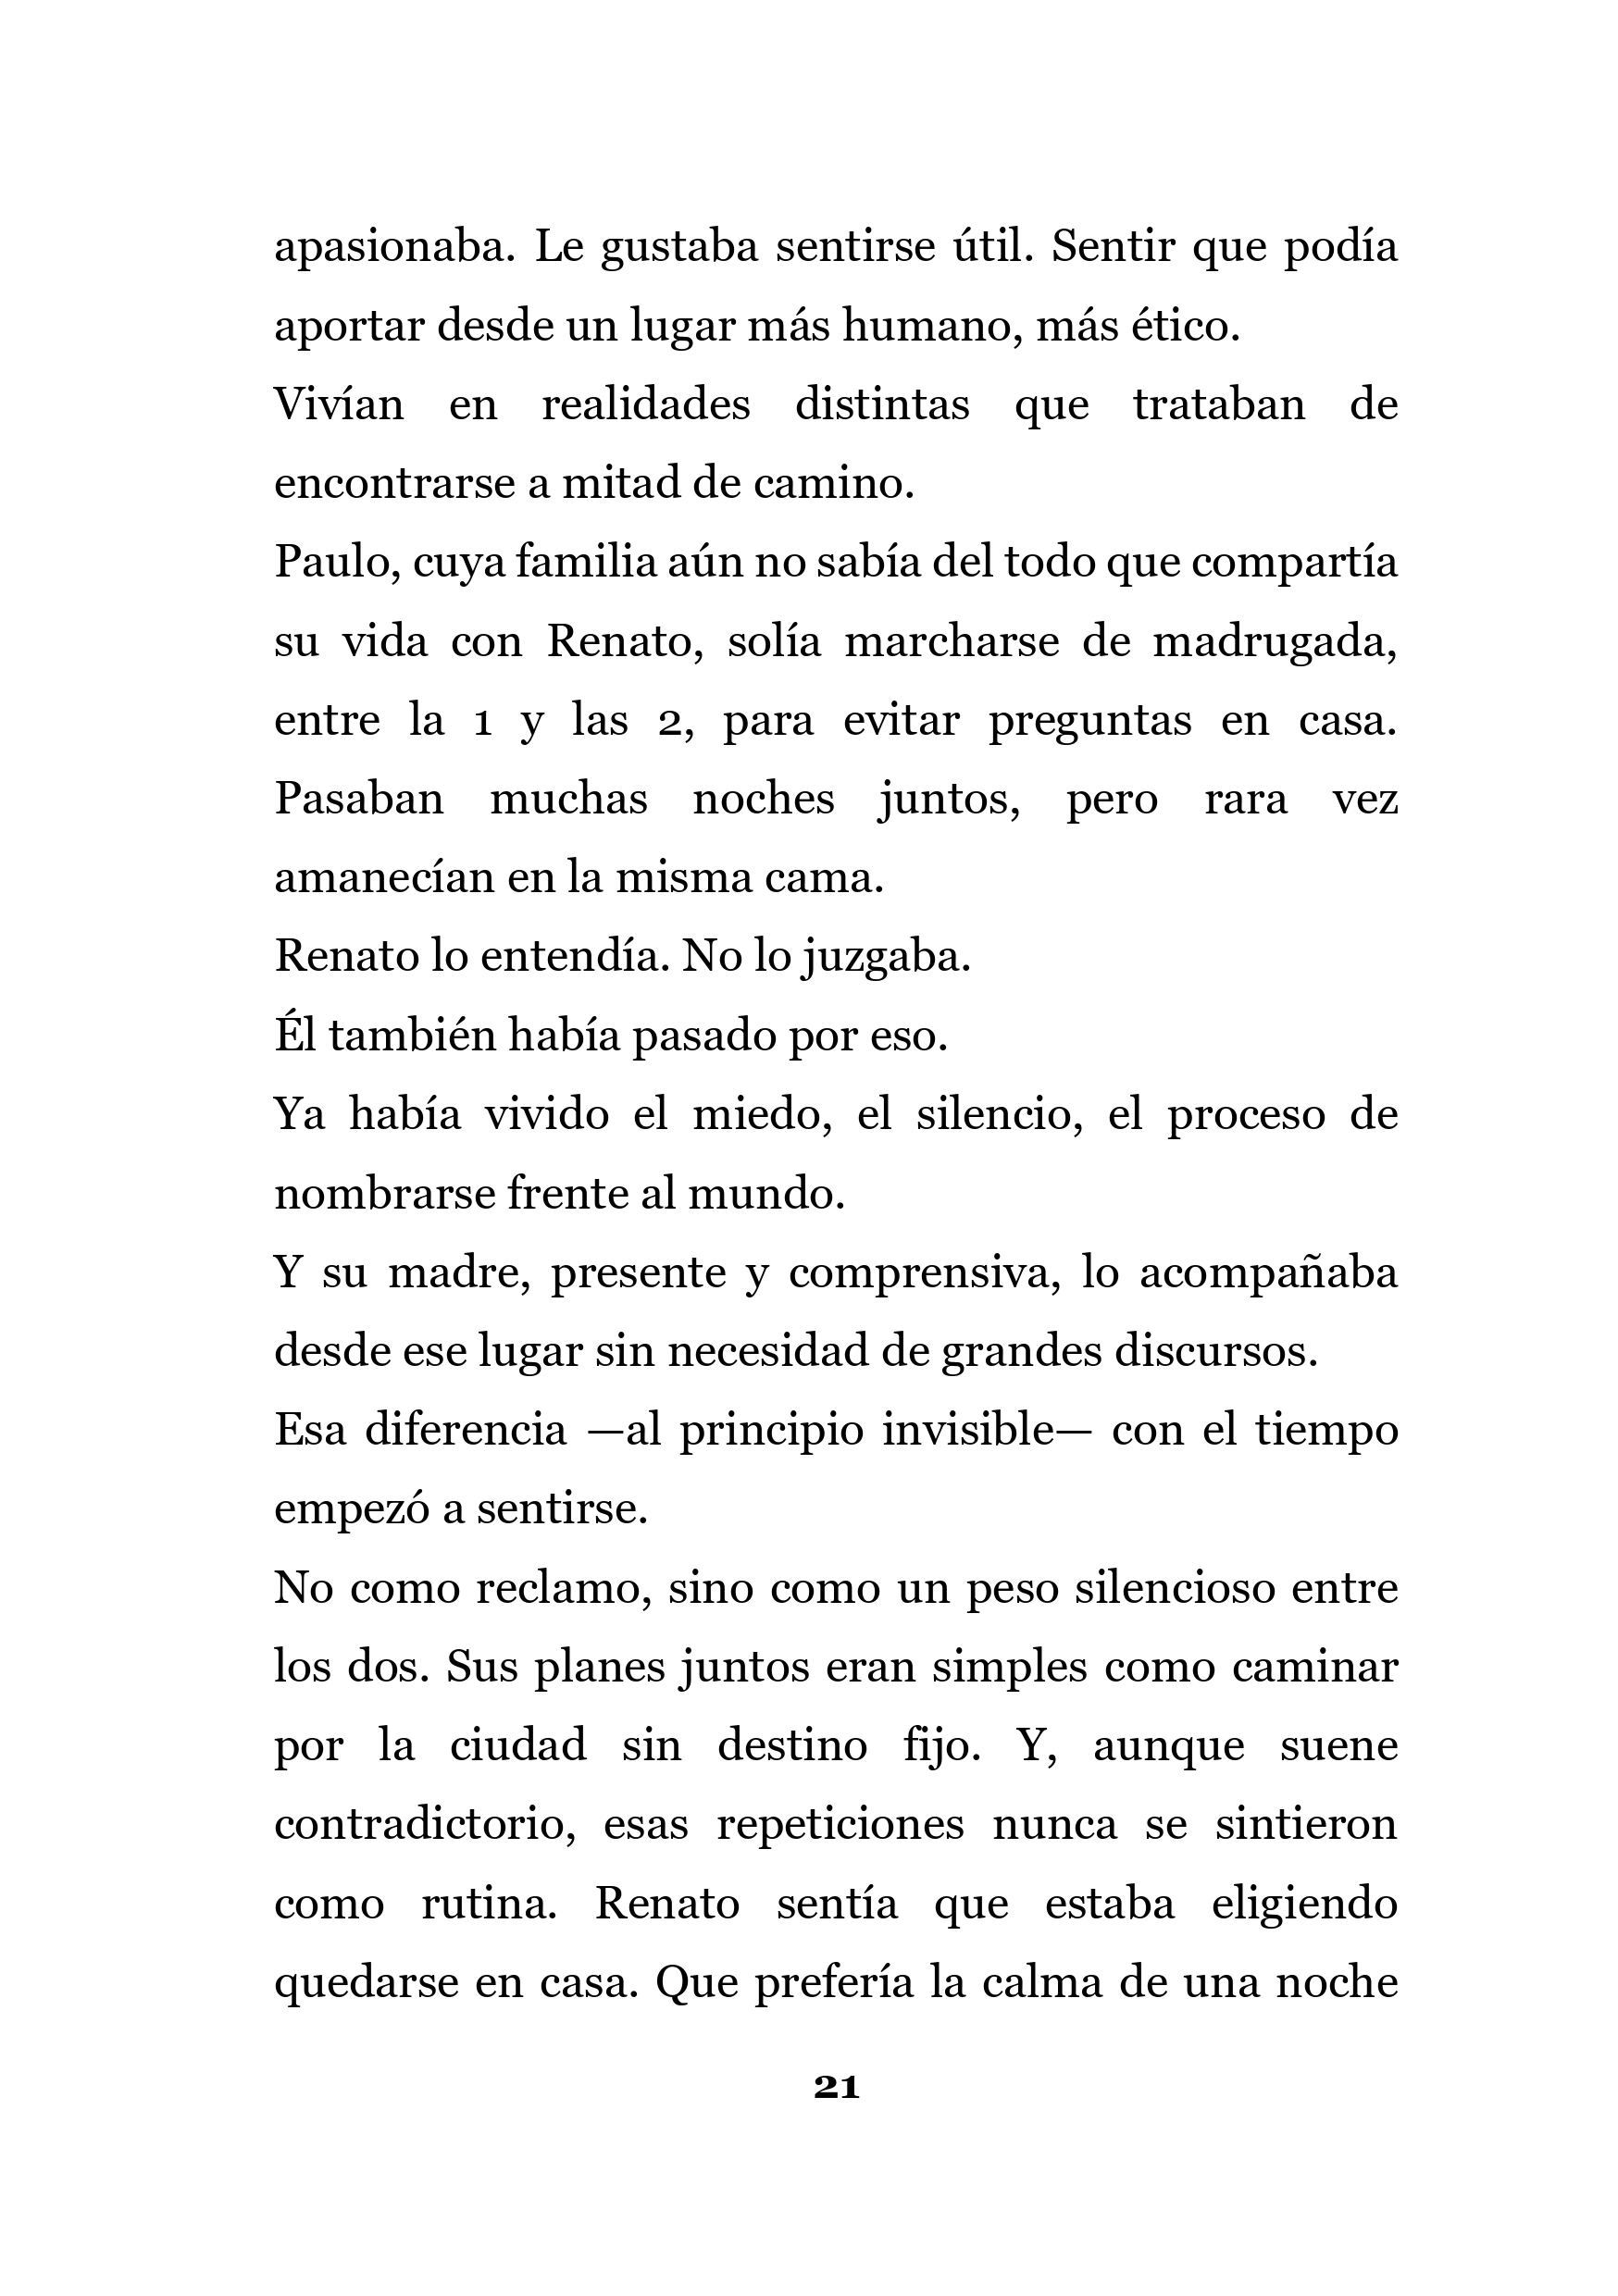 apasionaba. Le gustaba sentirse útil. Sentir que podía
aportar desde un lugar más humano, más ético.
Vivían en realidades distintas que trataban de
encontrarse a mitad de camino.
Paulo, cuya familia aún no sabía del todo que compartía
su vida con Renato, solía marcharse de madrugada,
entre la 1 y las 2, para evitar preguntas en casa.
Pasaban muchas noches juntos, pero rara vez
amanecían en la misma cama.
Renato lo entendía. No lo juzgaba.
Él también había pasado por eso.
Ya había vivido el miedo, el silencio, el proceso de
nombrarse frente al mundo.
Y su madre, presente y comprensiva, lo acompañaba
desde ese lugar sin necesidad de grandes discursos.
Esa diferencia —al principio invisible— con el tiempo
empezó a sentirse.
No como reclamo, sino como un peso silencioso entre
los dos. Sus planes juntos eran simples como caminar
por la ciudad sin destino fijo. Y, aunque suene
contradictorio, esas repeticiones nunca se sintieron
como rutina. Renato sentía que estaba eligiendo
quedarse en casa. Que prefería la calma de una noche
21